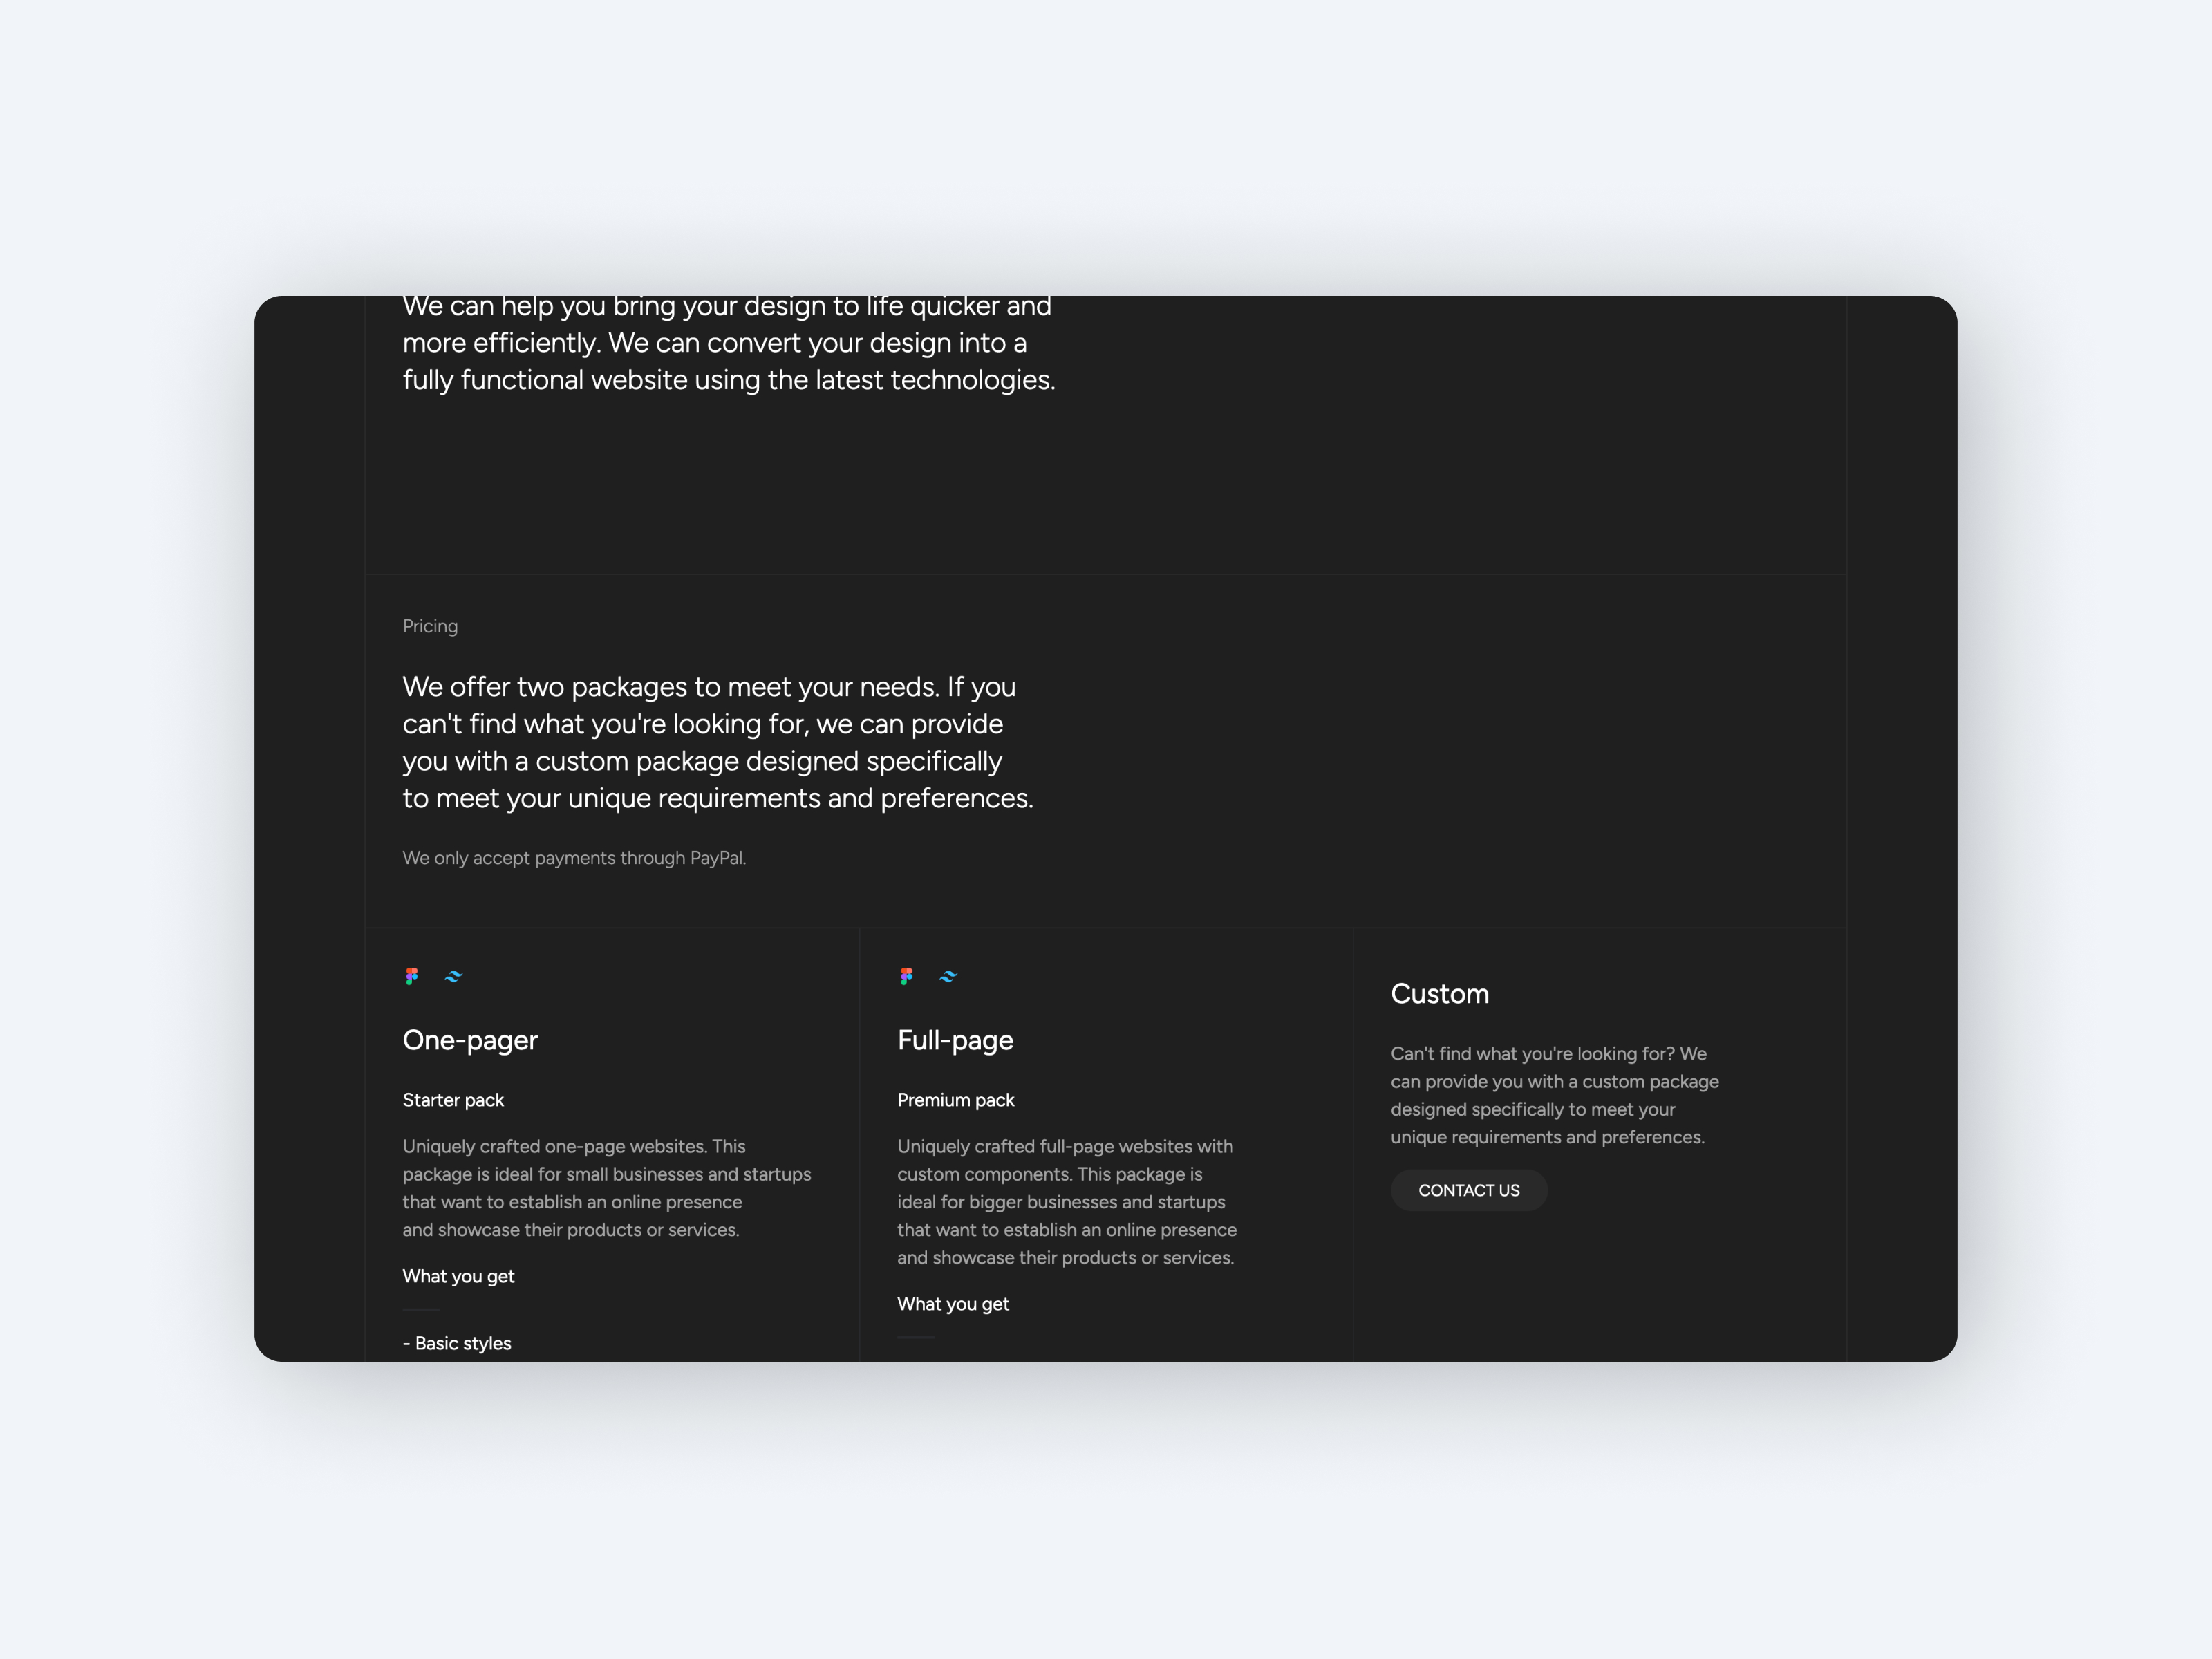 We can help you bring your design to life quicker and
more efficiently. We can convert your design into a
fully functional website using the latest technologies.
Pricing
We offer two packages to meet your needs. If you
can't find what you're looking for, we can provide
you with a custom package designed specifically
to meet your unique requirements and preferences.
We only accept payments through PayPal.
One-pager
Starter pack
Uniquely crafted one-page websites. This
package is ideal for small businesses and startups
that want to establish an online presence
and showcase their products or services.
What you get
- Basic styles
Full-page
Premium pack
Uniquely crafted full-page websites with
custom components. This package is
ideal for bigger businesses and startups
that want to establish an online presence
and showcase their products or services.
What you get
Custom
Can't find what you're looking for? We
can provide you with a custom package
designed specifically to meet your
unique requirements and preferences.
CONTACT US